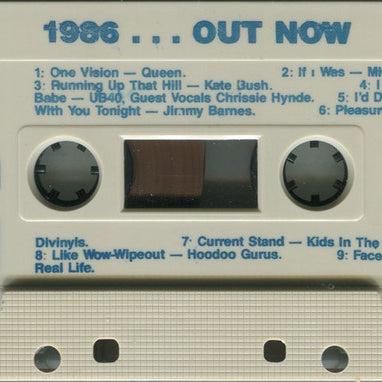 1986 . . . OUT NOW
1: One Vision — Queen. 2: If I Was —
3: Running Up That Hill — Kate Bush. 4: I
Babe — UB40, Guest Vocals Chrissie Hynde. 5: I'd D
With You Tonight — Jimmy Barnes. 6: Pleasur
Divinyls. 7: Current Stand — Kids In The
8: Like Wow-Wipeout — Hoodoo Gurus. 9: Face
Real Life.